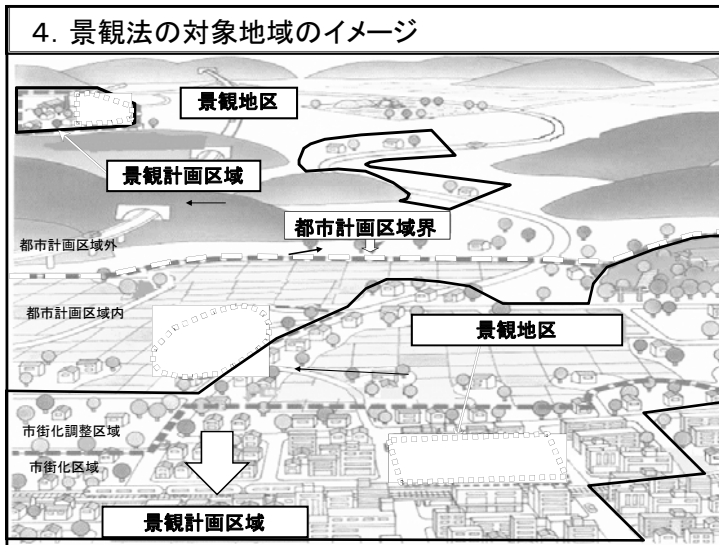 4．景観法の対象地域のイメージ
景観地区
景観計画区域
都市計画区域界
都市計画区域外
都市計画区域内
景観地区
市街化調整区域
市街化区域
景観計画区域